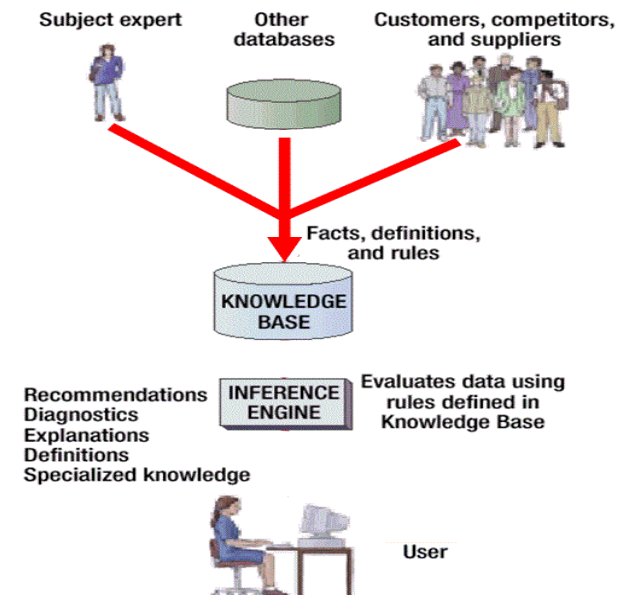 Subject expert
Other
databases
Customers, competitors,
and suppliers
Facts, definitions,
and rules
KNOWLEDGE
BASE
Recommendations
Diagnostics
Explanations
Definitions
Specialized knowledge
INFERENCE
ENGINE
Evaluates data using
rules defined in
Knowledge Base
User